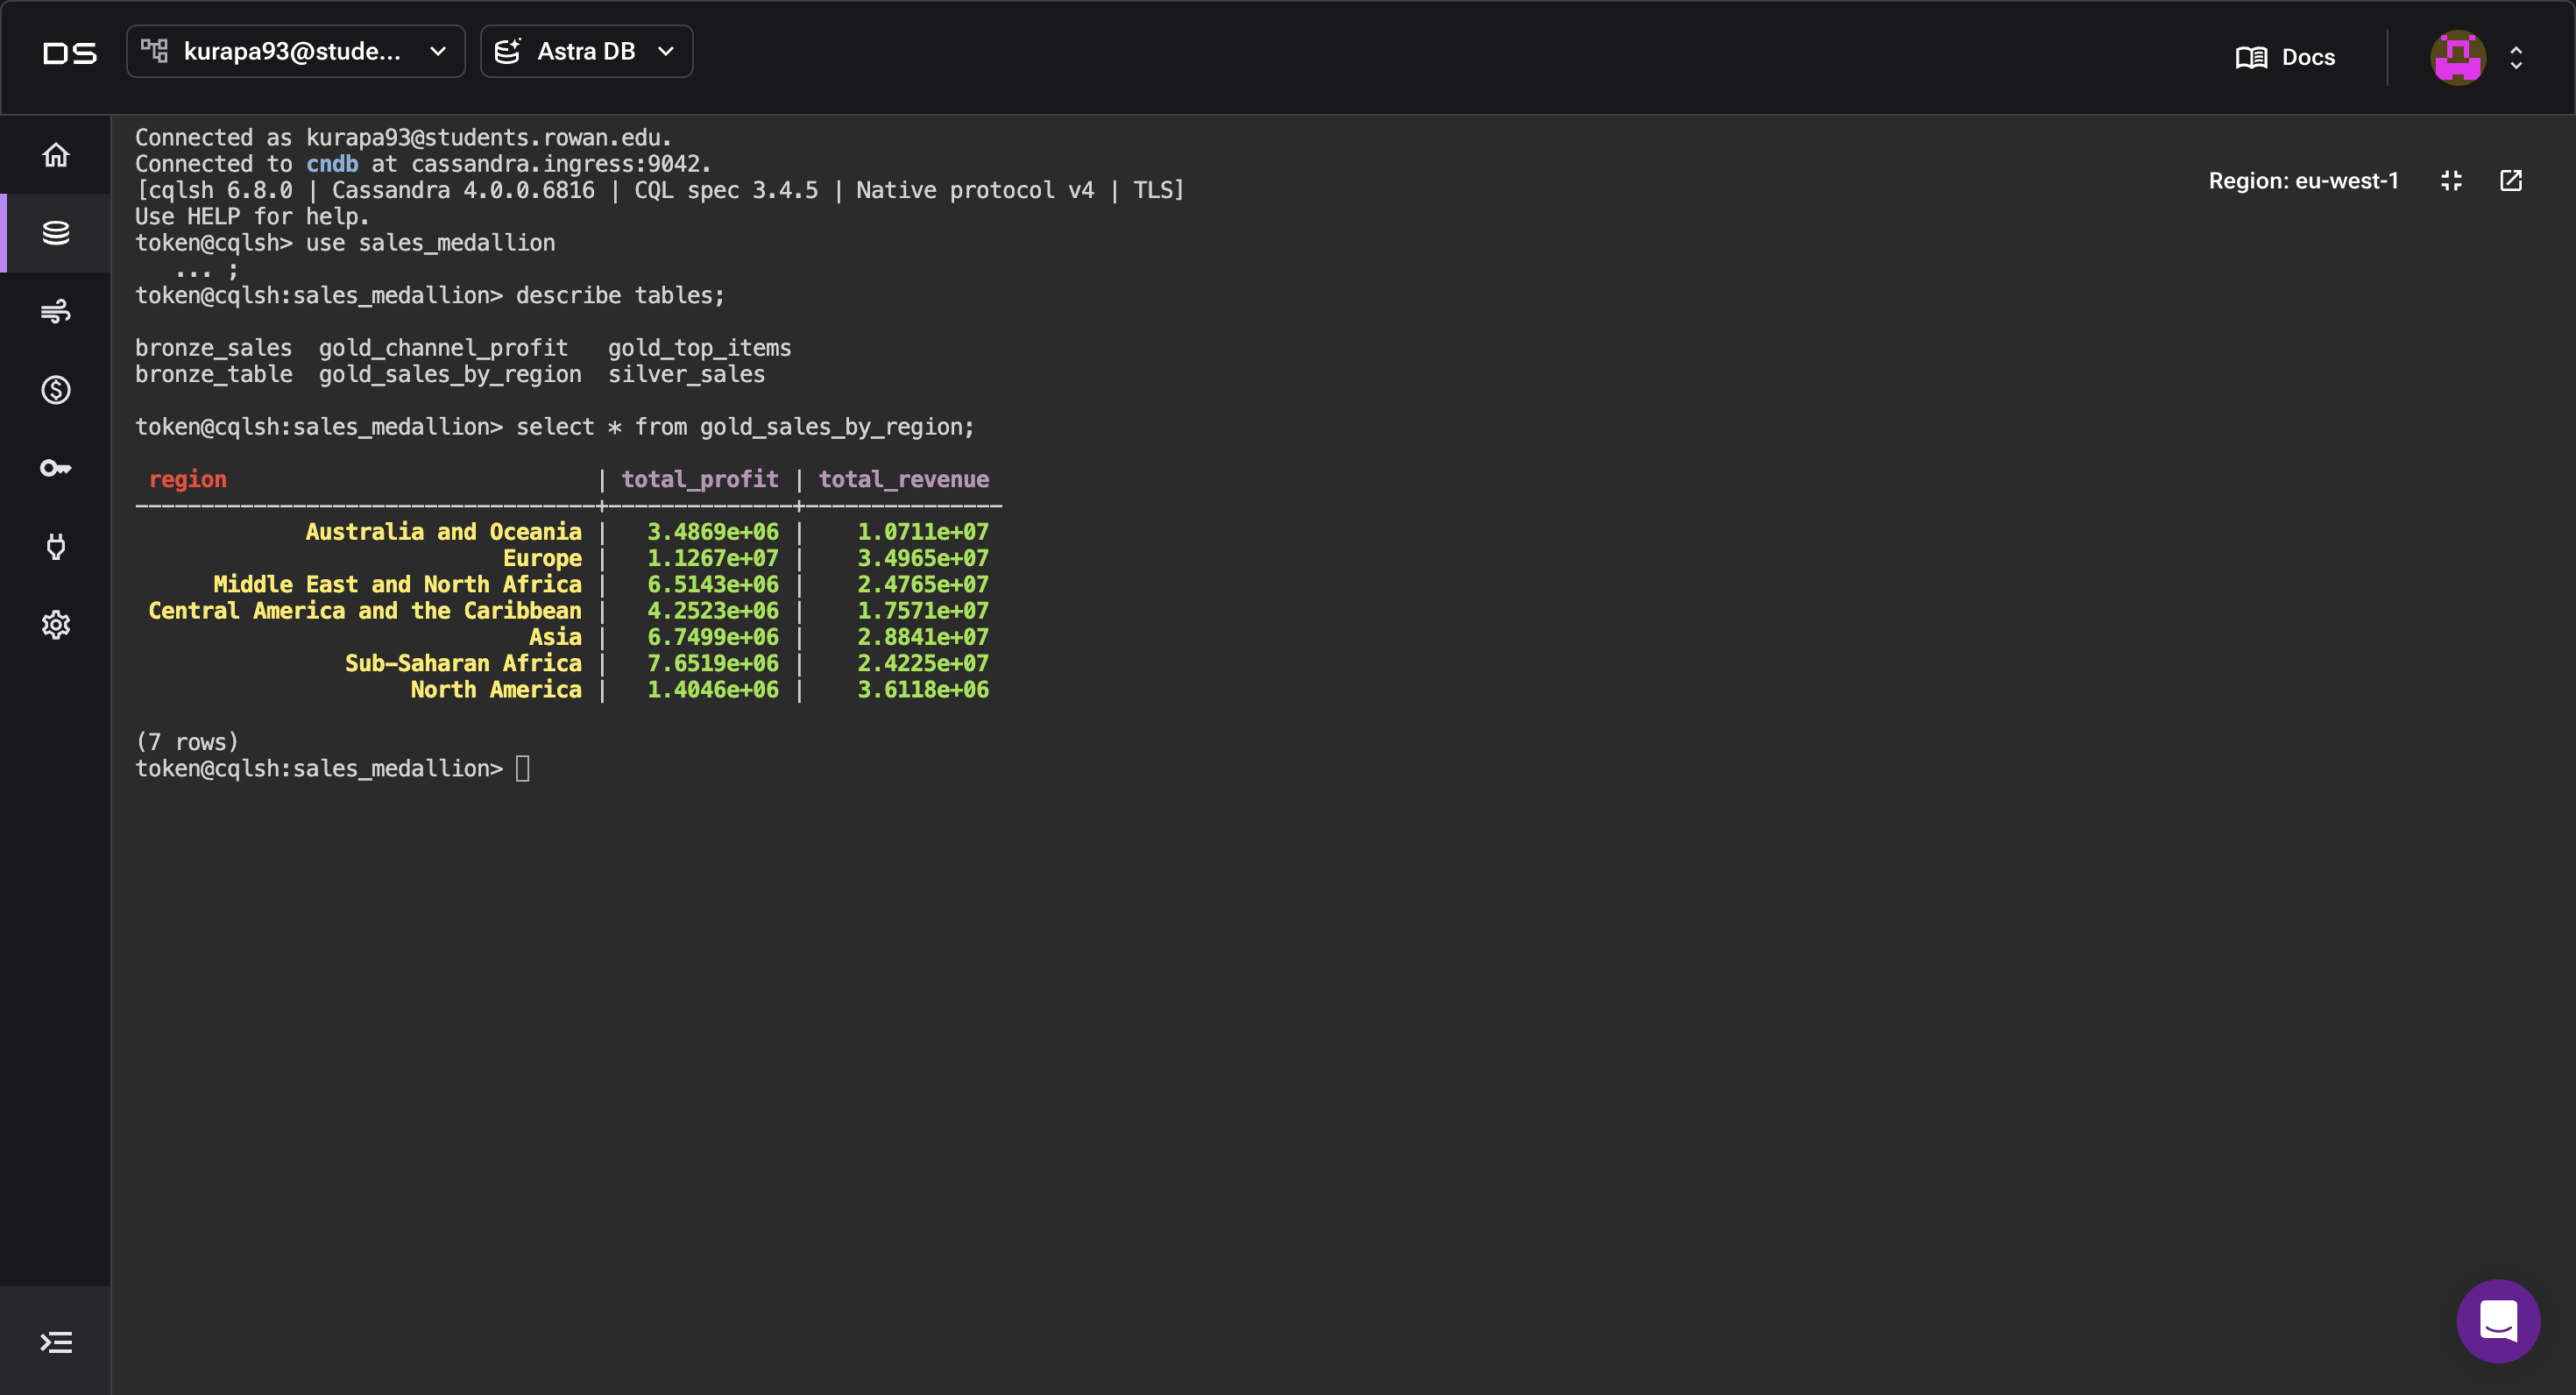 DS kurapa93@stude... Astra DB Docs
Connected as kurapa93@students.rowan.edu.
Connected to cndb at cassandra.ingress:9042.
[cqlsh 6.8.0 | Cassandra 4.0.0.6816 | CQL spec 3.4.5 | Native protocol v4 | TLS]
Region: eu-west-1
Use HELP for help.
token@cqlsh> use sales_medallion
... ;
token@cqlsh:sales_medallion> describe tables;
bronze_sales gold_channel_profit gold_top_items
bronze_table gold_sales_by_region silver_sales
token@cqlsh:sales_medallion> select * from gold_sales_by_region;
region | total_profit | total_revenue
-----------------------------------+--------------+---------------
Australia and Oceania | 3.4869e+06 | 1.0711e+07
Europe | 1.1267e+07 | 3.4965e+07
Middle East and North Africa | 6.5143e+06 | 2.4765e+07
Central America and the Caribbean | 4.2523e+06 | 1.7571e+07
Asia | 6.7499e+06 | 2.8841e+07
Sub-Saharan Africa | 7.6519e+06 | 2.4225e+07
North America | 1.4046e+06 | 3.6118e+06
(7 rows)
token@cqlsh:sales_medallion>